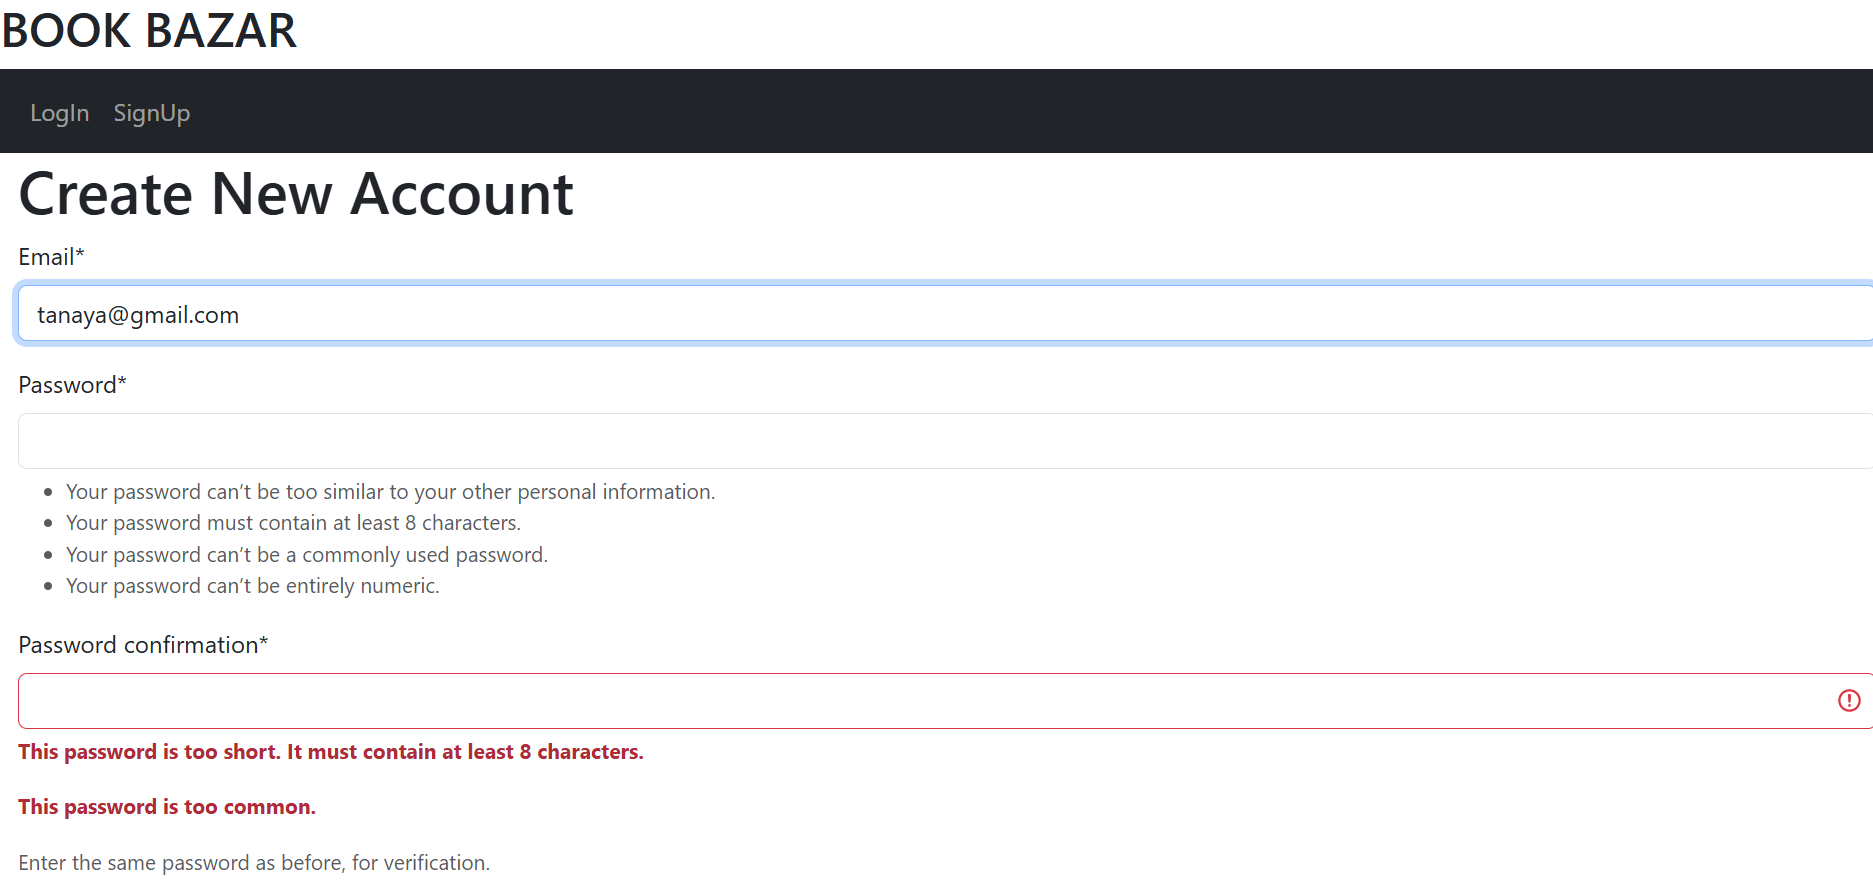 BOOK BAZAR
LogIn SignUp
Create New Account
Email*
tanaya@gmail.com
Password*
Your password can’t be too similar to your other personal information.
Your password must contain at least 8 characters.
Your password can’t be a commonly used password.
Your password can’t be entirely numeric.
Password confirmation*
This password is too short. It must contain at least 8 characters.
This password is too common.
Enter the same password as before, for verification.